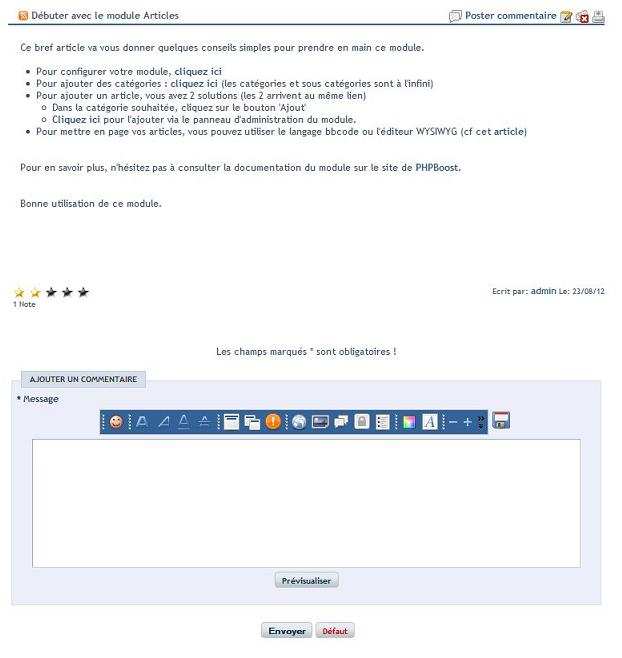 Débuter avec le module Articles Poster commentaire
Ce bref article va vous donner quelques conseils simples pour prendre en main ce module.
Pour configurer votre module, cliquez ici
Pour ajouter des catégories : cliquez ici (les catégories et sous catégories sont à l'infini)
Pour ajouter un article, vous avez 2 solutions (les 2 arrivent au même lien)
Dans la catégorie souhaitée, cliquez sur le bouton 'Ajout'
Cliquez ici pour l'ajouter via le panneau d'administration du module.
Pour mettre en page vos articles, vous pouvez utiliser le langage bbcode ou l'éditeur WYSIWYG (cf cet article)
Pour en savoir plus, n'hésitez pas à consulter la documentation du module sur le site de PHPBoost.
Bonne utilisation de ce module.
1 Note
Ecrit par: admin Le: 23/08/12
Les champs marqués * sont obligatoires !
AJOUTER UN COMMENTAIRE
* Message
Prévisualiser
Envoyer Défaut